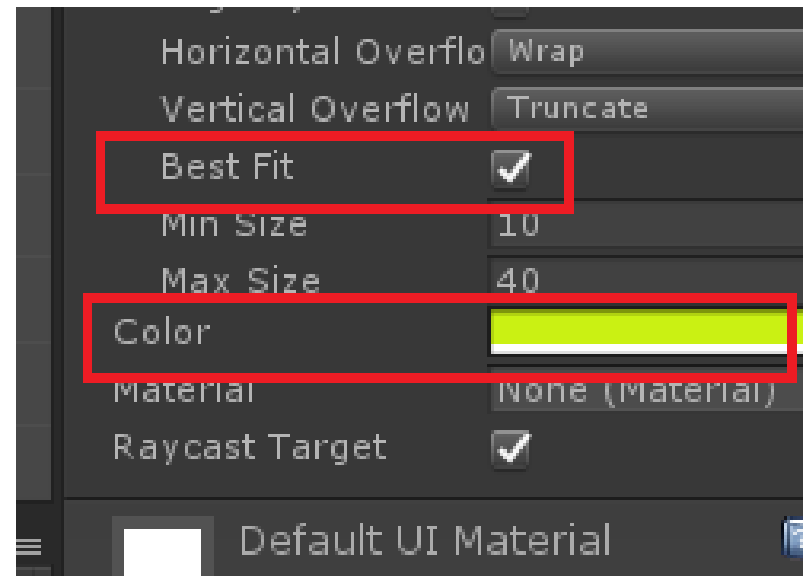 Horizontal Overflo Wrap
Vertical Overflow Truncate
Best Fit
Min Size 10
Max Size 40
Color
Material None (Material)
Raycast Target
Default UI Material